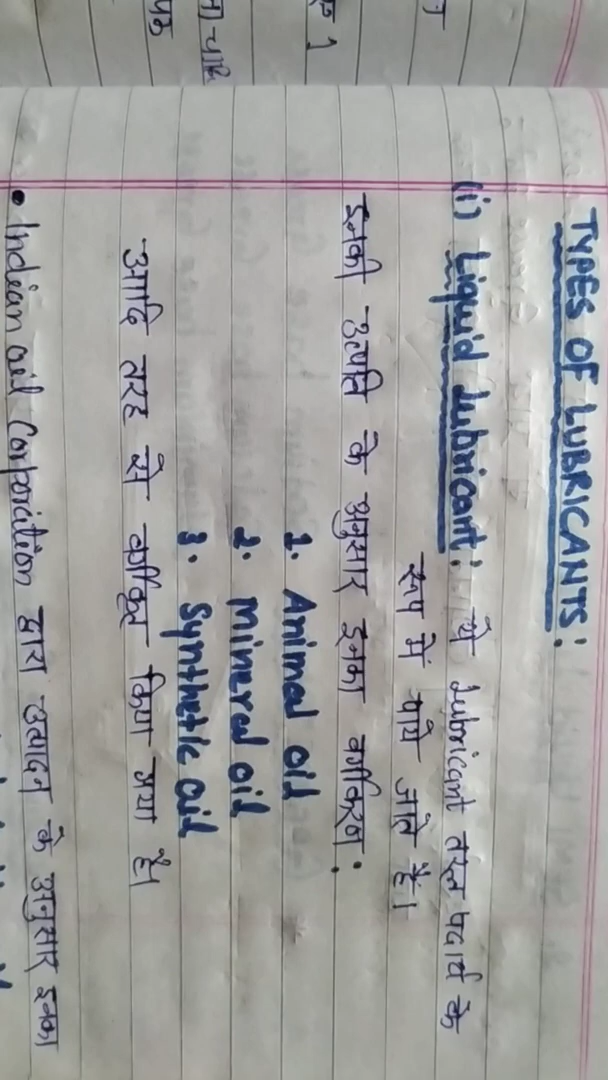 TYPES OF LUBRICANTS:
(i) Liquid Lubricant: ये Lubricant तरल पदार्थ के
रूप में पाये जाते है।
इनकी उत्पति के अनुसार इनका वर्गीकरण:
1. Animal oil
2. Mineral oil
3. Synthetic oil
आदि तरह से वर्गीकृत किया गया है।
• Indian oil Corporation द्वारा उत्पादन के अनुसार इनका